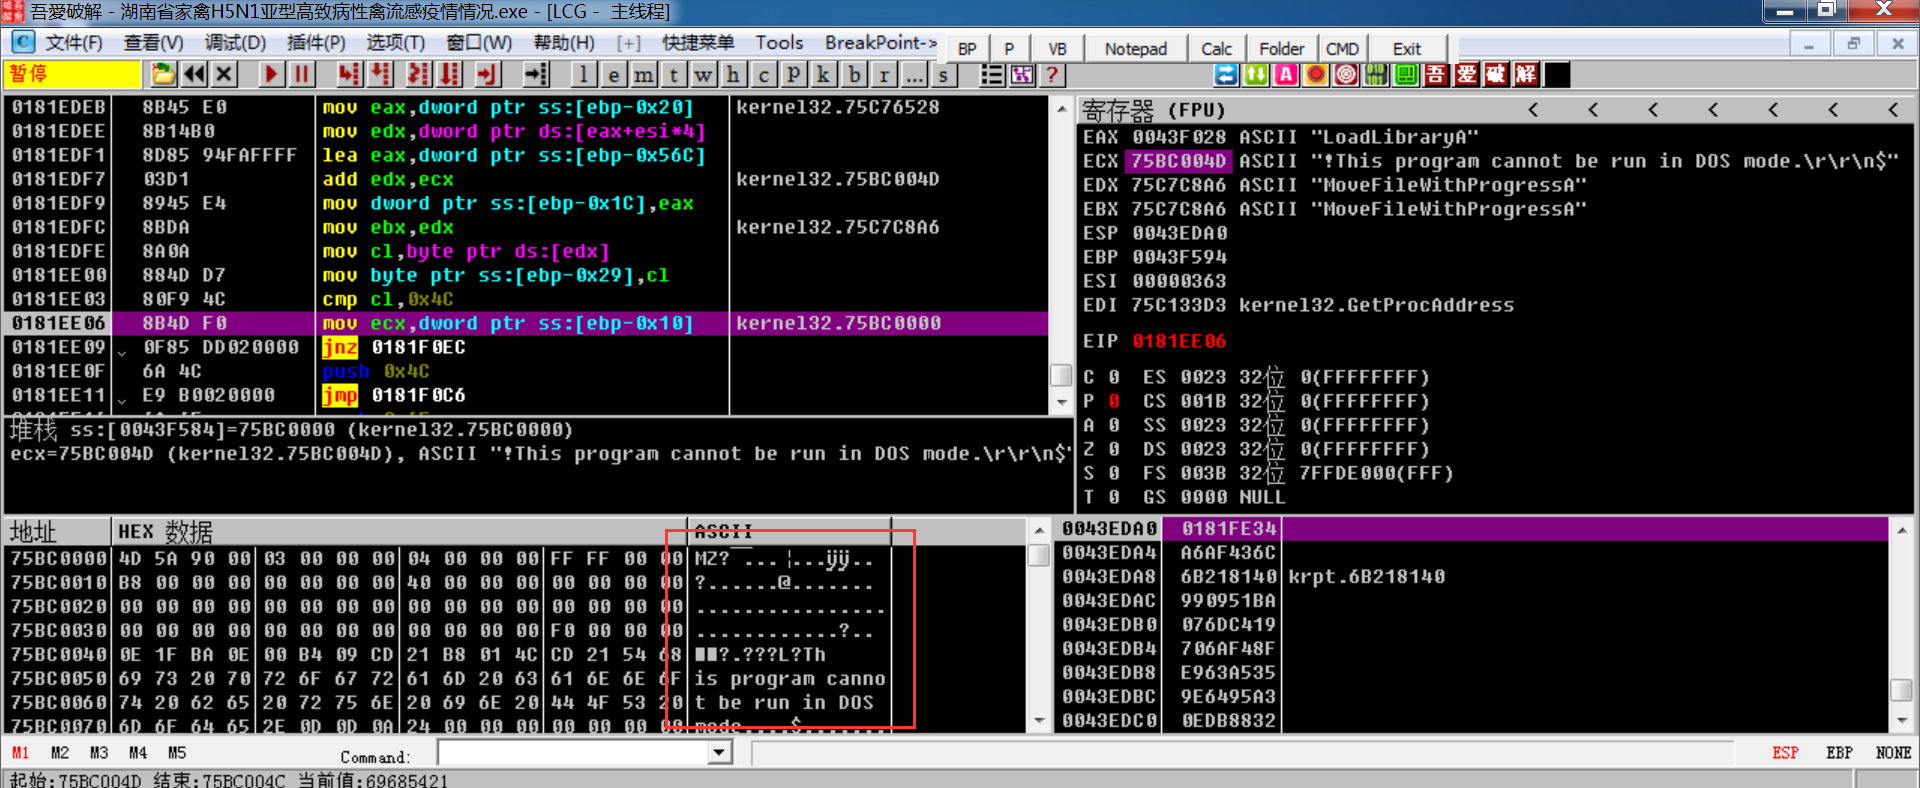 吾愛破解 - 湖南省家禽H5N1亚型高致病性禽流感疫情情况.exe - [LCG - 主线程]
文件(F) 查看(V) 调试(D) 插件(P) 选项(T) 窗口(W) 帮助(H) [+] 快捷菜单 Tools BreakPoint-> BP P VB Notepad Calc Folder CMD Exit
暂停 l e m t w h c P k b r ... s ? A 吾 爱 破 解
0181EDEB 8B45 E0 mov eax,dword ptr ss:[ebp-0x20] kernel32.75C76528
0181EDEE 8B14B0 mov edx,dword ptr ds:[eax+esi*4]
0181EDF1 8D85 94FAFFFF lea eax,dword ptr ss:[ebp-0x56C]
0181EDF7 03D1 add edx,ecx kernel32.75BC004D
0181EDF9 8945 E4 mov dword ptr ss:[ebp-0x1C],eax
0181EDFC 8BDA mov ebx,edx kernel32.75C7C8A6
0181EDFE 8A0A mov cl,byte ptr ds:[edx]
0181EE00 884D D7 mov byte ptr ss:[ebp-0x29],cl
0181EE03 80F9 4C cmp cl,0x4C
0181EE06 8B4D F0 mov ecx,dword ptr ss:[ebp-0x10] kernel32.75BC0000
0181EE09 0F85 DD020000 jnz 0181F0EC
0181EE0F 6A 4C push 0x4C
0181EE11 E9 B0020000 jmp 0181F0C6
堆栈 ss:[0043F584]=75BC0000 (kernel32.75BC0000)
ecx=75BC004D (kernel32.75BC004D), ASCII "!This program cannot be run in DOS mode.\r\r\n$"
寄存器 (FPU) < < < < < < <
EAX 0043F028 ASCII "LoadLibraryA"
ECX 75BC004D ASCII "!This program cannot be run in DOS mode.\r\r\n$"
EDX 75C7C8A6 ASCII "MoveFileWithProgressA"
EBX 75C7C8A6 ASCII "MoveFileWithProgressA"
ESP 0043EDA0
EBP 0043F594
ESI 00000363
EDI 75C133D3 kernel32.GetProcAddress
EIP 0181EE06
C 0 ES 0023 32位 0(FFFFFFFF)
P 0 CS 001B 32位 0(FFFFFFFF)
A 0 SS 0023 32位 0(FFFFFFFF)
Z 0 DS 0023 32位 0(FFFFFFFF)
S 0 FS 003B 32位 7FFDE000(FFF)
T 0 GS 0000 NULL
地址 HEX 数据 ASCII
75BC0000 4D 5A 90 00 03 00 00 00 04 00 00 00 FF FF 00 00 MZ?‾...¦...ÿÿ..
75BC0010 B8 00 00 00 00 00 00 00 40 00 00 00 00 00 00 00 ?.......@.......
75BC0020 00 00 00 00 00 00 00 00 00 00 00 00 00 00 00 00 ................
75BC0030 00 00 00 00 00 00 00 00 00 00 00 00 F0 00 00 00 ............?..
75BC0040 0E 1F BA 0E 00 B4 09 CD 21 B8 01 4C CD 21 54 68 ■■?.???L?Th
75BC0050 69 73 20 70 72 6F 67 72 61 6D 20 63 61 6E 6E 6F is program canno
75BC0060 74 20 62 65 20 72 75 6E 20 69 6E 20 44 4F 53 20 t be run in DOS
75BC0070 6D 6F 64 65 2E 0D 0D 0A 24 00 00 00 00 00 00 00 mode....$.......
0043EDA0 0181FE34
0043EDA4 A6AF436C
0043EDA8 6B218140 krpt.6B218140
0043EDAC 990951BA
0043EDB0 076DC419
0043EDB4 706AF48F
0043EDB8 E963A535
0043EDBC 9E6495A3
0043EDC0 0EDB8832
M1 M2 M3 M4 M5 Command: ESP EBP NONE
起始:75BC004D 结束:75BC004C 当前值:69685421